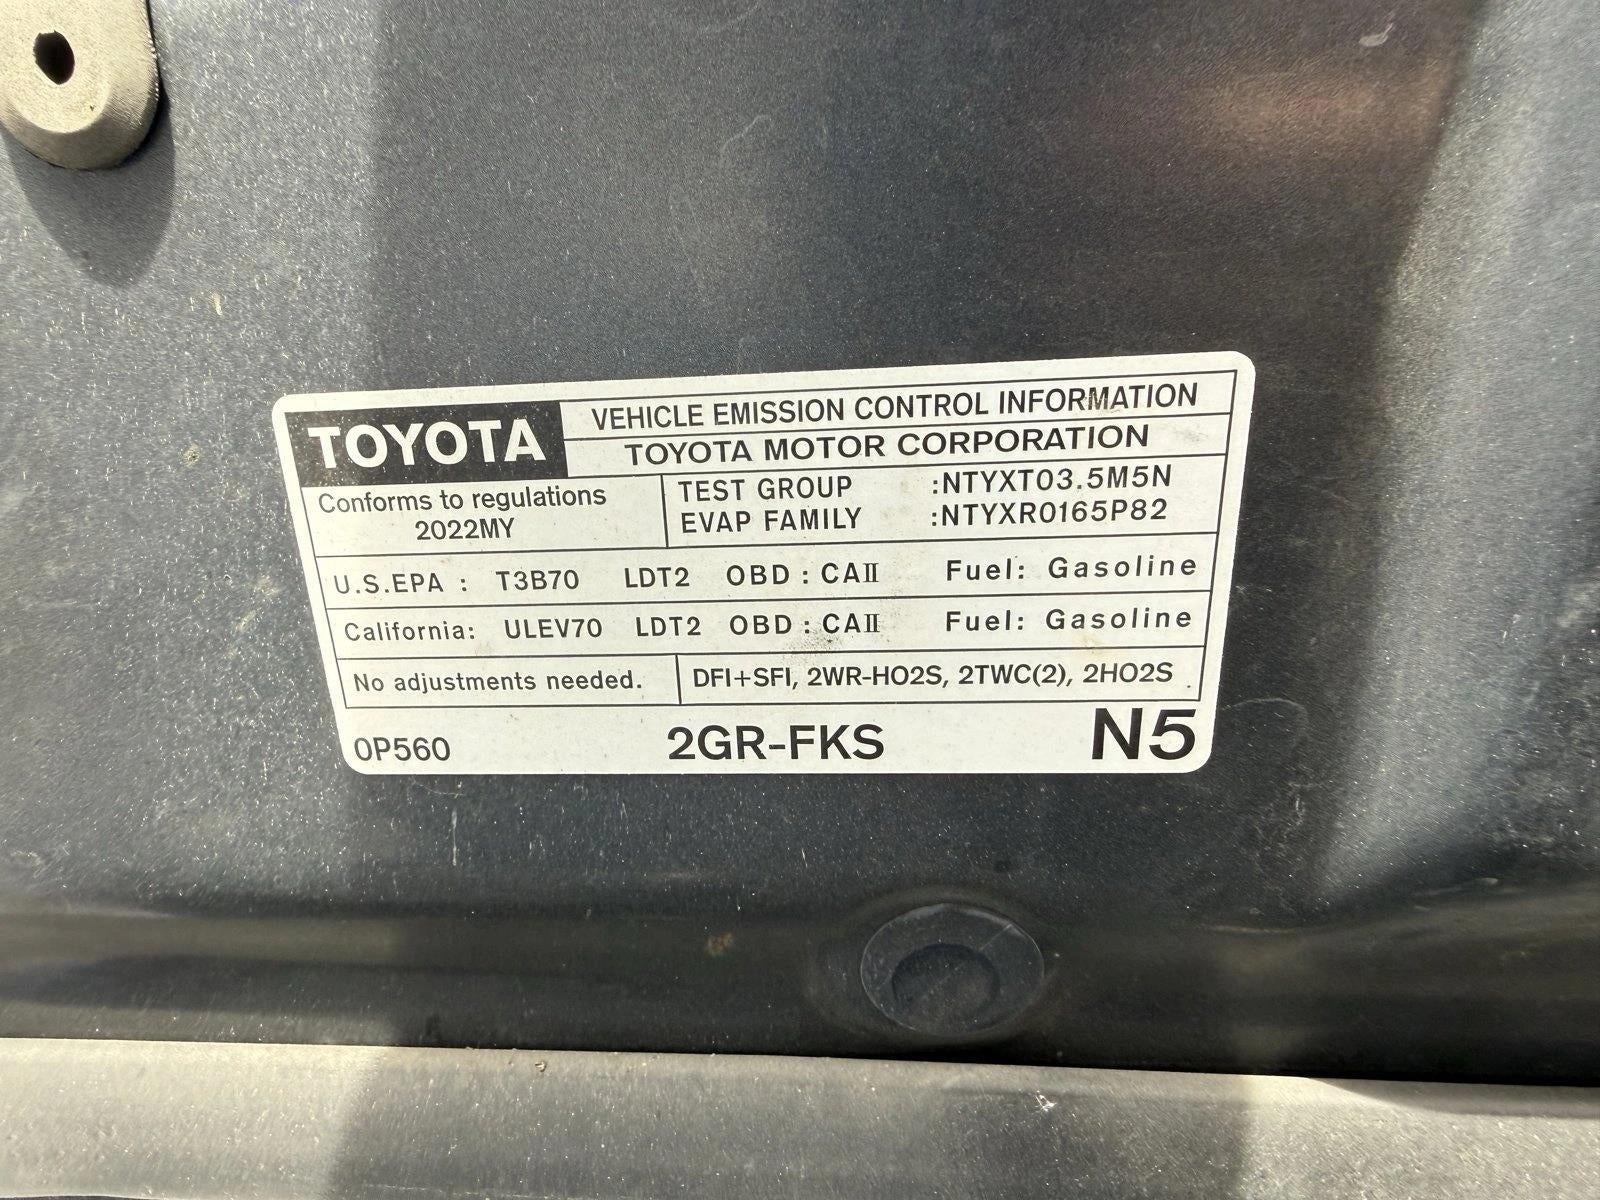 TOYOTA
VEHICLE EMISSION CONTROL INFORMATION
TOYOTA MOTOR CORPORATION
Conforms to regulations
2022MY
TEST GROUP :NTYXT03.5M5N
EVAP FAMILY :NTYXR0165P82
U.S.EPA : T3B70 LDT2 OBD : CAⅡ Fuel: Gasoline
California: ULEV70 LDT2 OBD : CAⅡ Fuel: Gasoline
No adjustments needed.
DFI+SFI, 2WR-HO2S, 2TWC(2), 2HO2S
0P560 2GR-FKS N5